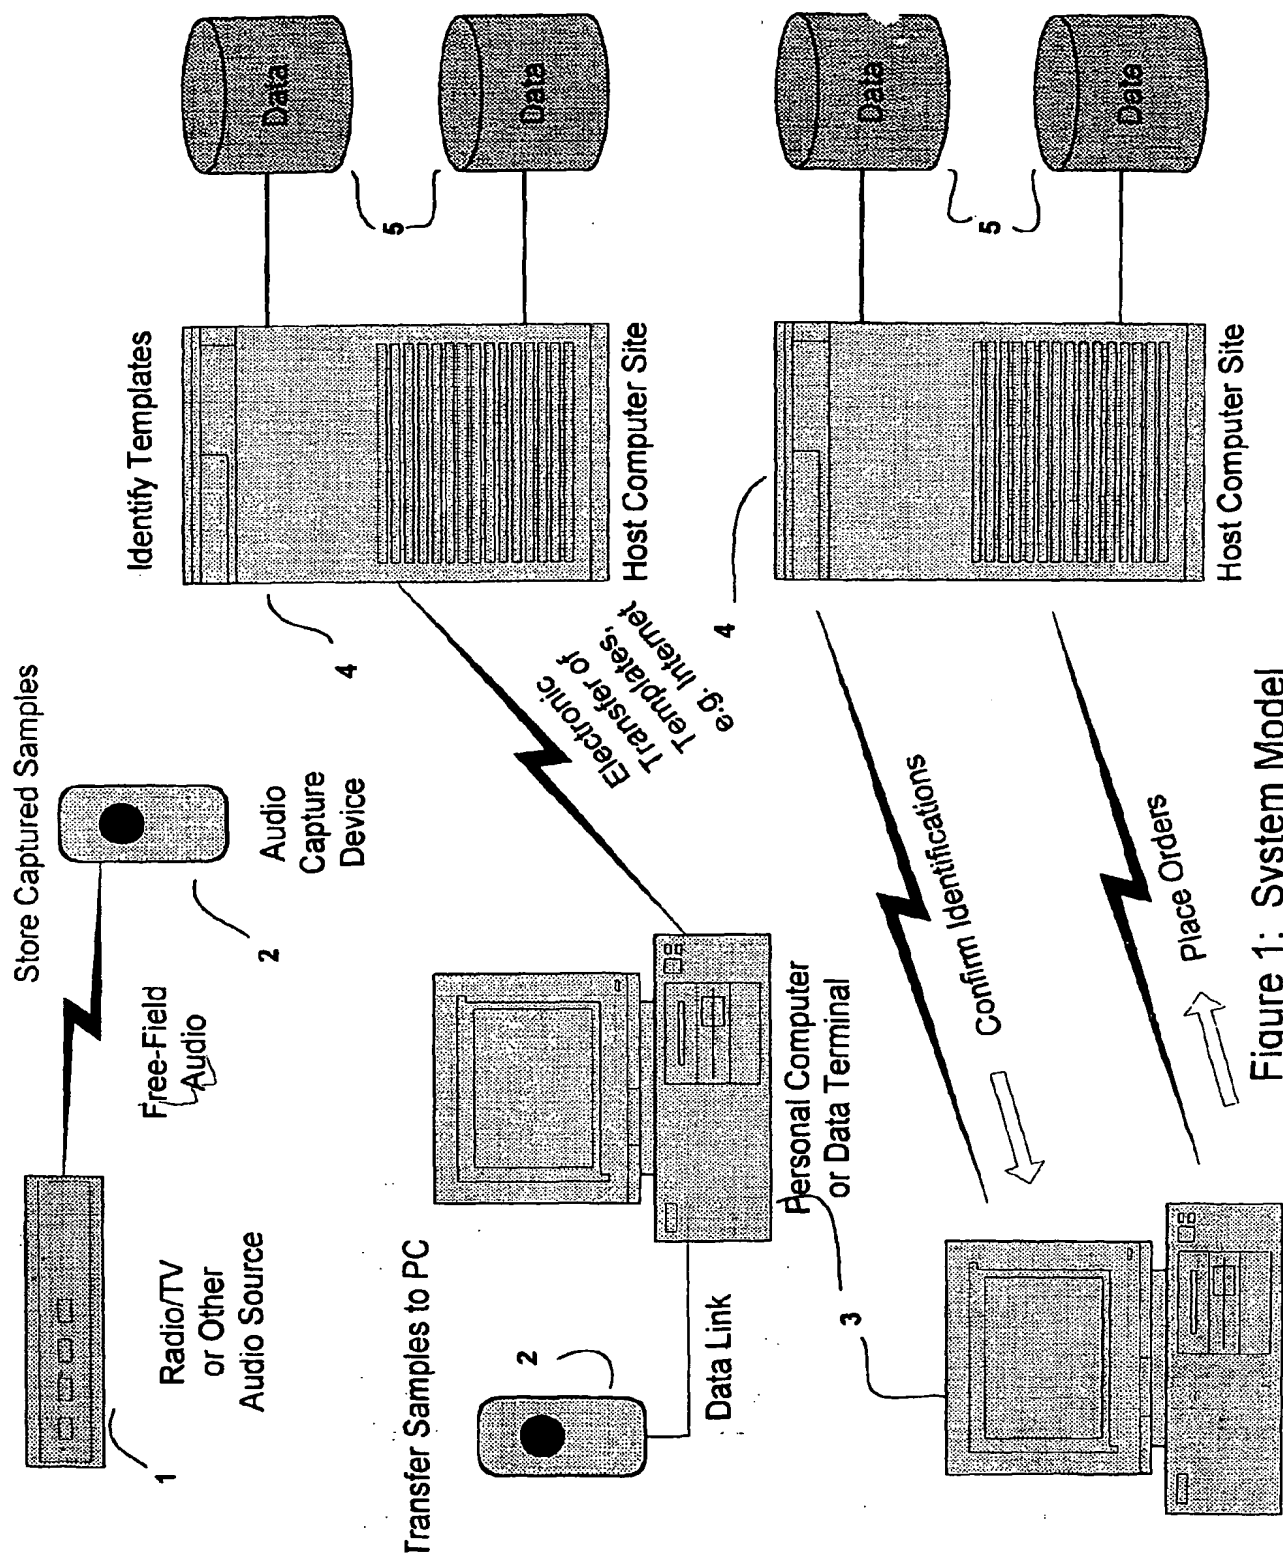 Store Captured Samples
Free-Field
Audio
Radio/TV
or Other
Audio Source
1
Audio
Capture
Device
2
Identify Templates
4
Data
Data
5
Host Computer Site
Transfer Samples to PC
2
Data Link
Personal Computer
or Data Terminal
3
Electronic
Transfer of
Templates,
e.g. Internet
4
Data
Data
5
Host Computer Site
Confirm Identifications
Place Orders
Figure 1: System Model